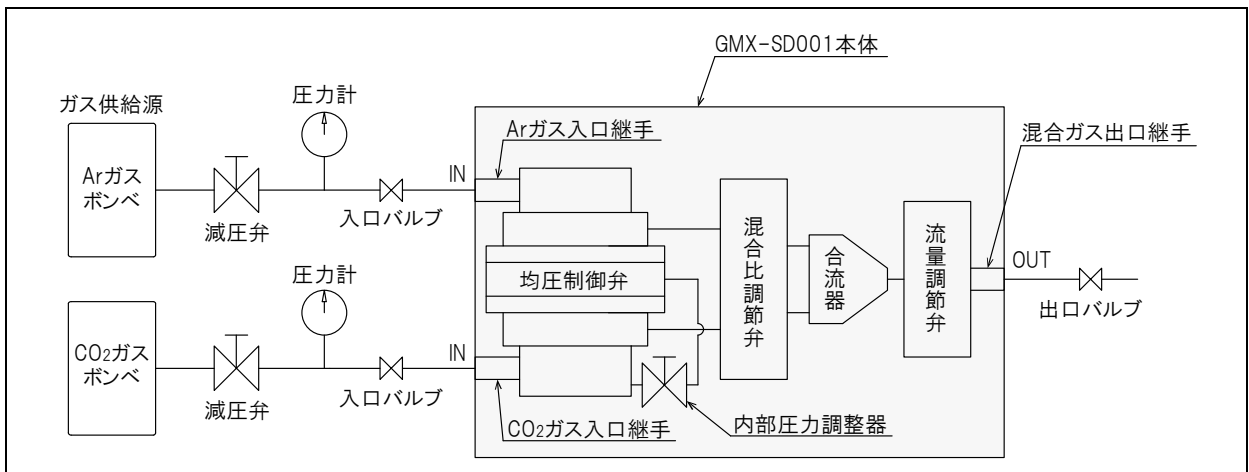 GMX-SD001本体
ガス供給源
圧力計
Arガス入口継手
混合ガス出口継手
Arガス
ボンベ
減圧弁
入口バルブ
IN
均圧制御弁
混合比調節弁
合流器
流量調節弁
OUT
出口バルブ
圧力計
CO2ガス
ボンベ
減圧弁
入口バルブ
IN
CO2ガス入口継手
内部圧力調整器